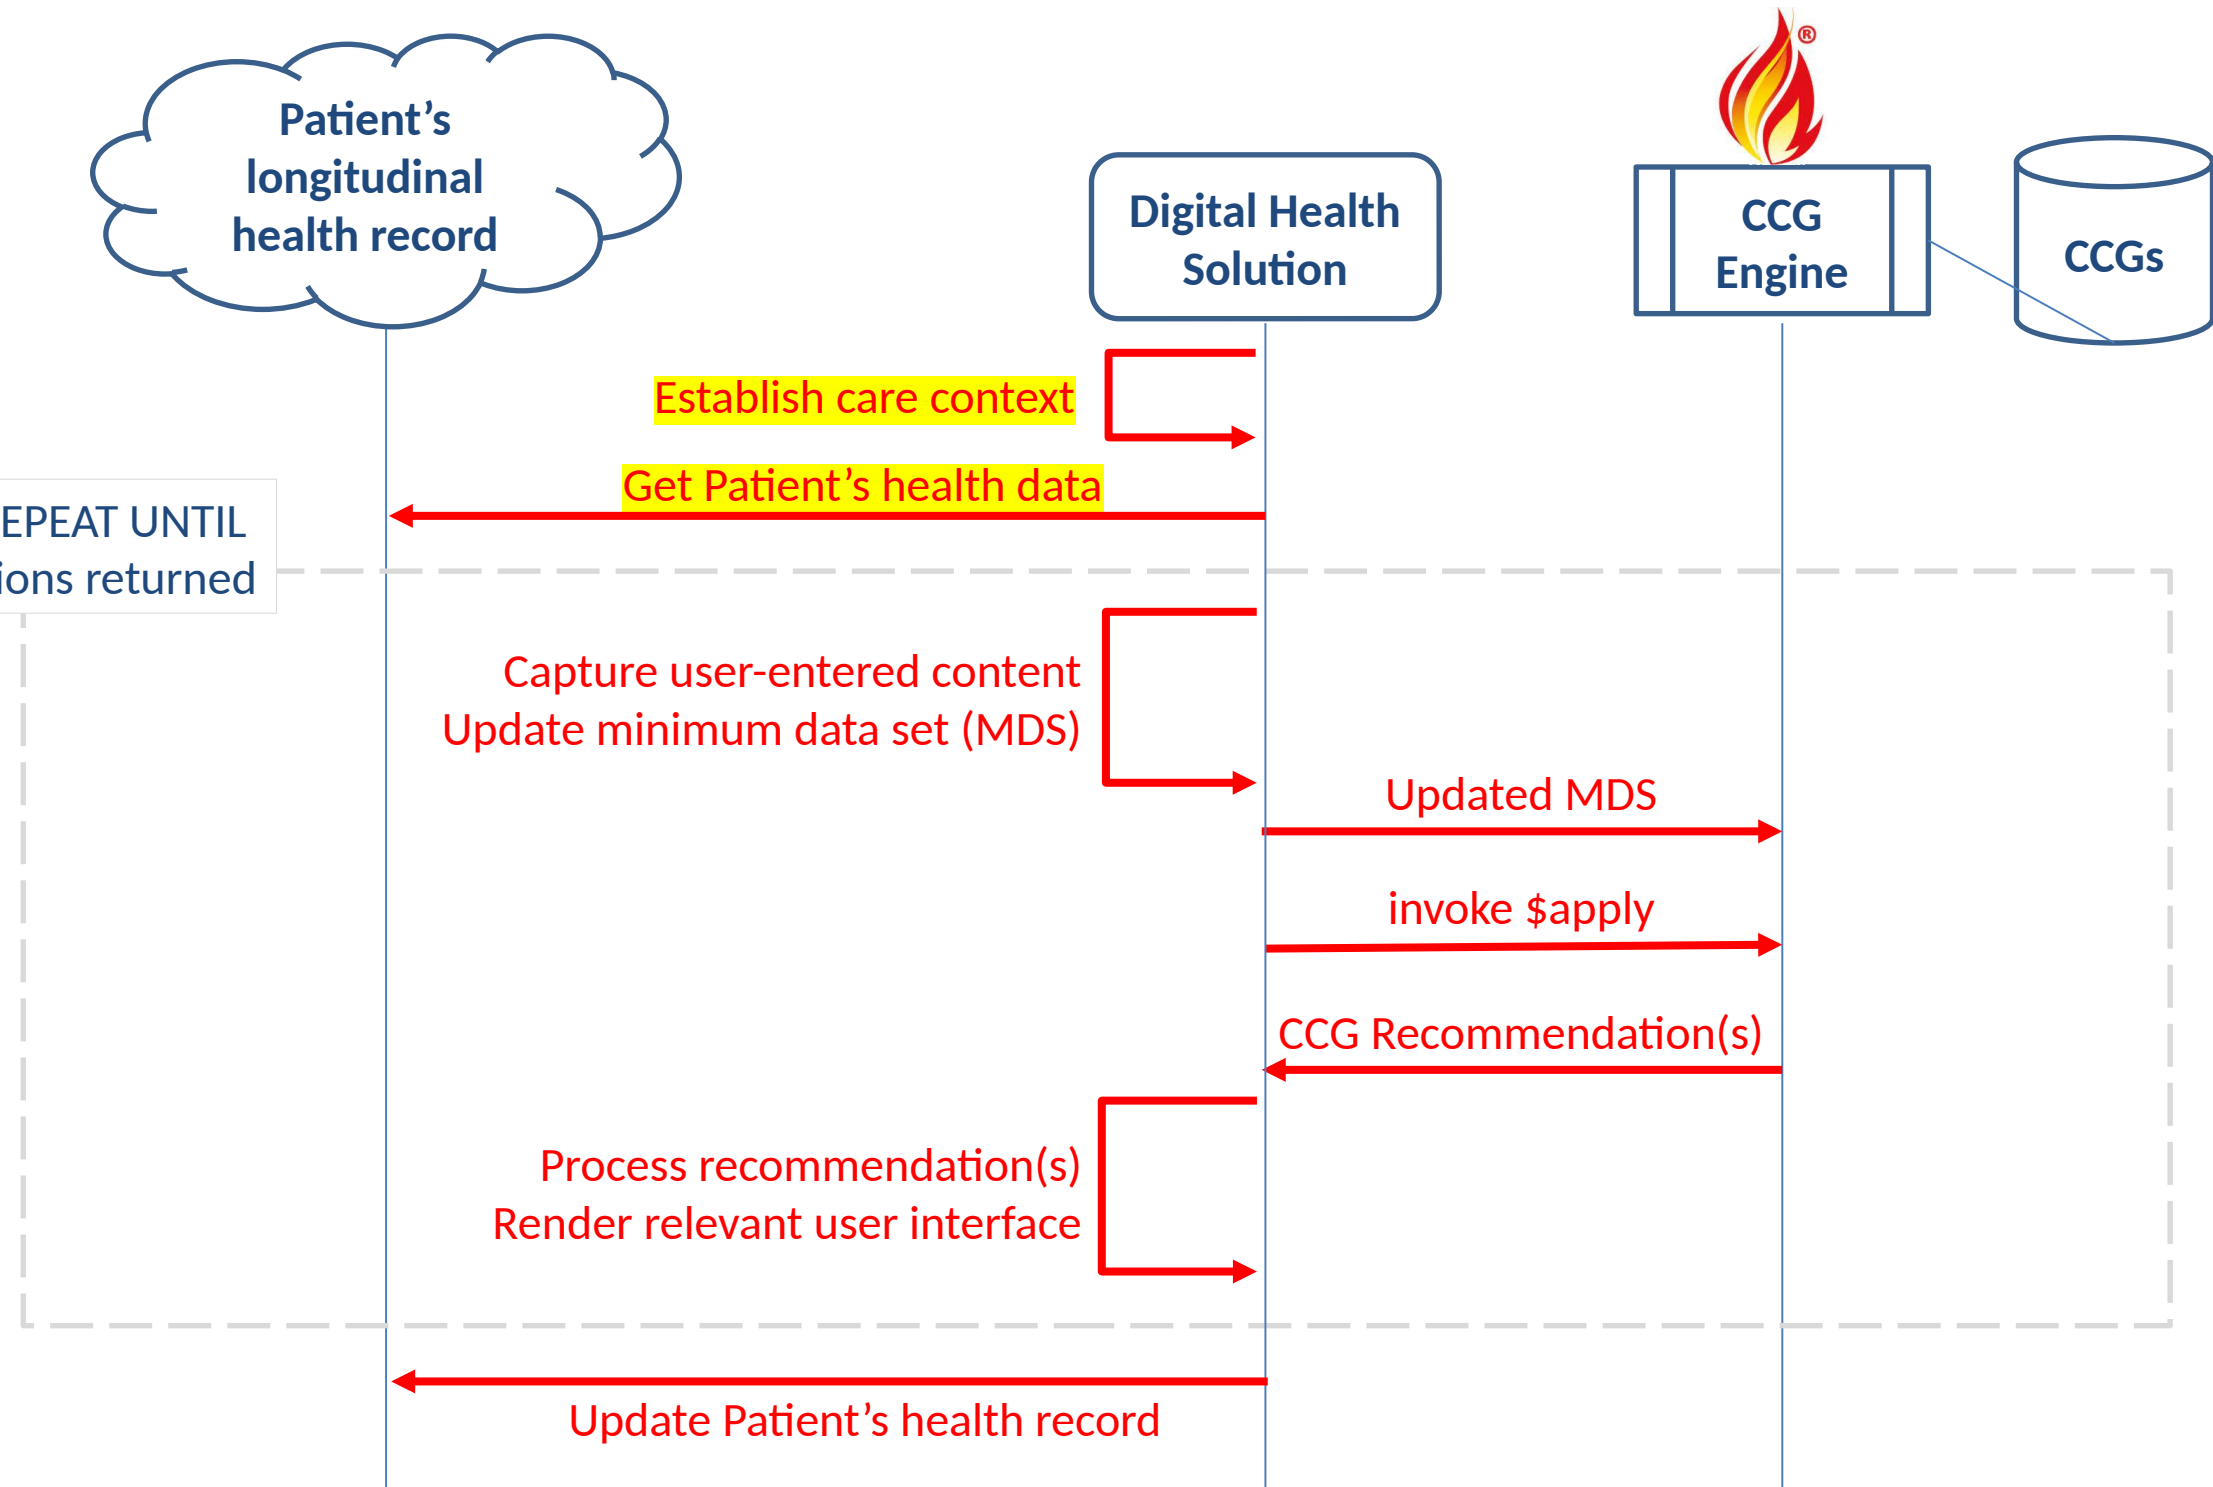 ®
Patient’s
longitudinal
health record
Digital Health
Solution
CCG
Engine
CCGs
Establish care context
Get Patient’s health data
EPEAT UNTIL
ions returned
Capture user-entered content
Update minimum data set (MDS)
Updated MDS
invoke $apply
CCG Recommendation(s)
Process recommendation(s)
Render relevant user interface
Update Patient’s health record